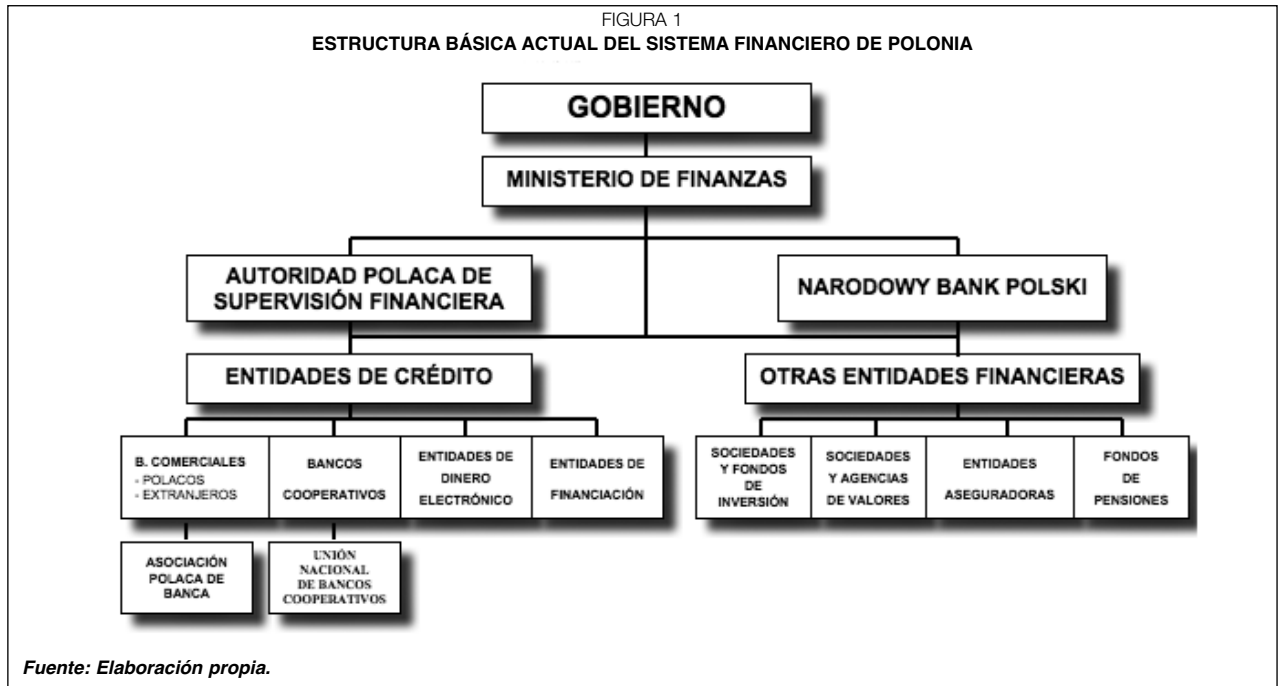 FIGURA 1
ESTRUCTURA BÁSICA ACTUAL DEL SISTEMA FINANCIERO DE POLONIA
GOBIERNO
MINISTERIO DE FINANZAS
AUTORIDAD POLACA DE
SUPERVISIÓN FINANCIERA
NARODOWY BANK POLSKI
ENTIDADES DE CRÉDITO
OTRAS ENTIDADES FINANCIERAS
B. COMERCIALES
- POLACOS
- EXTRANJEROS
BANCOS
COOPERATIVOS
ENTIDADES DE
DINERO
ELECTRÓNICO
ENTIDADES DE
FINANCIACIÓN
SOCIEDADES
Y FONDOS
DE
INVERSIÓN
SOCIEDADES
Y AGENCIAS
DE VALORES
ENTIDADES
ASEGURADORAS
FONDOS
DE
PENSIONES
ASOCIACIÓN
POLACA DE
BANCA
UNIÓN
NACIONAL
DE BANCOS
COOPERATIVOS
Fuente: Elaboración propia.